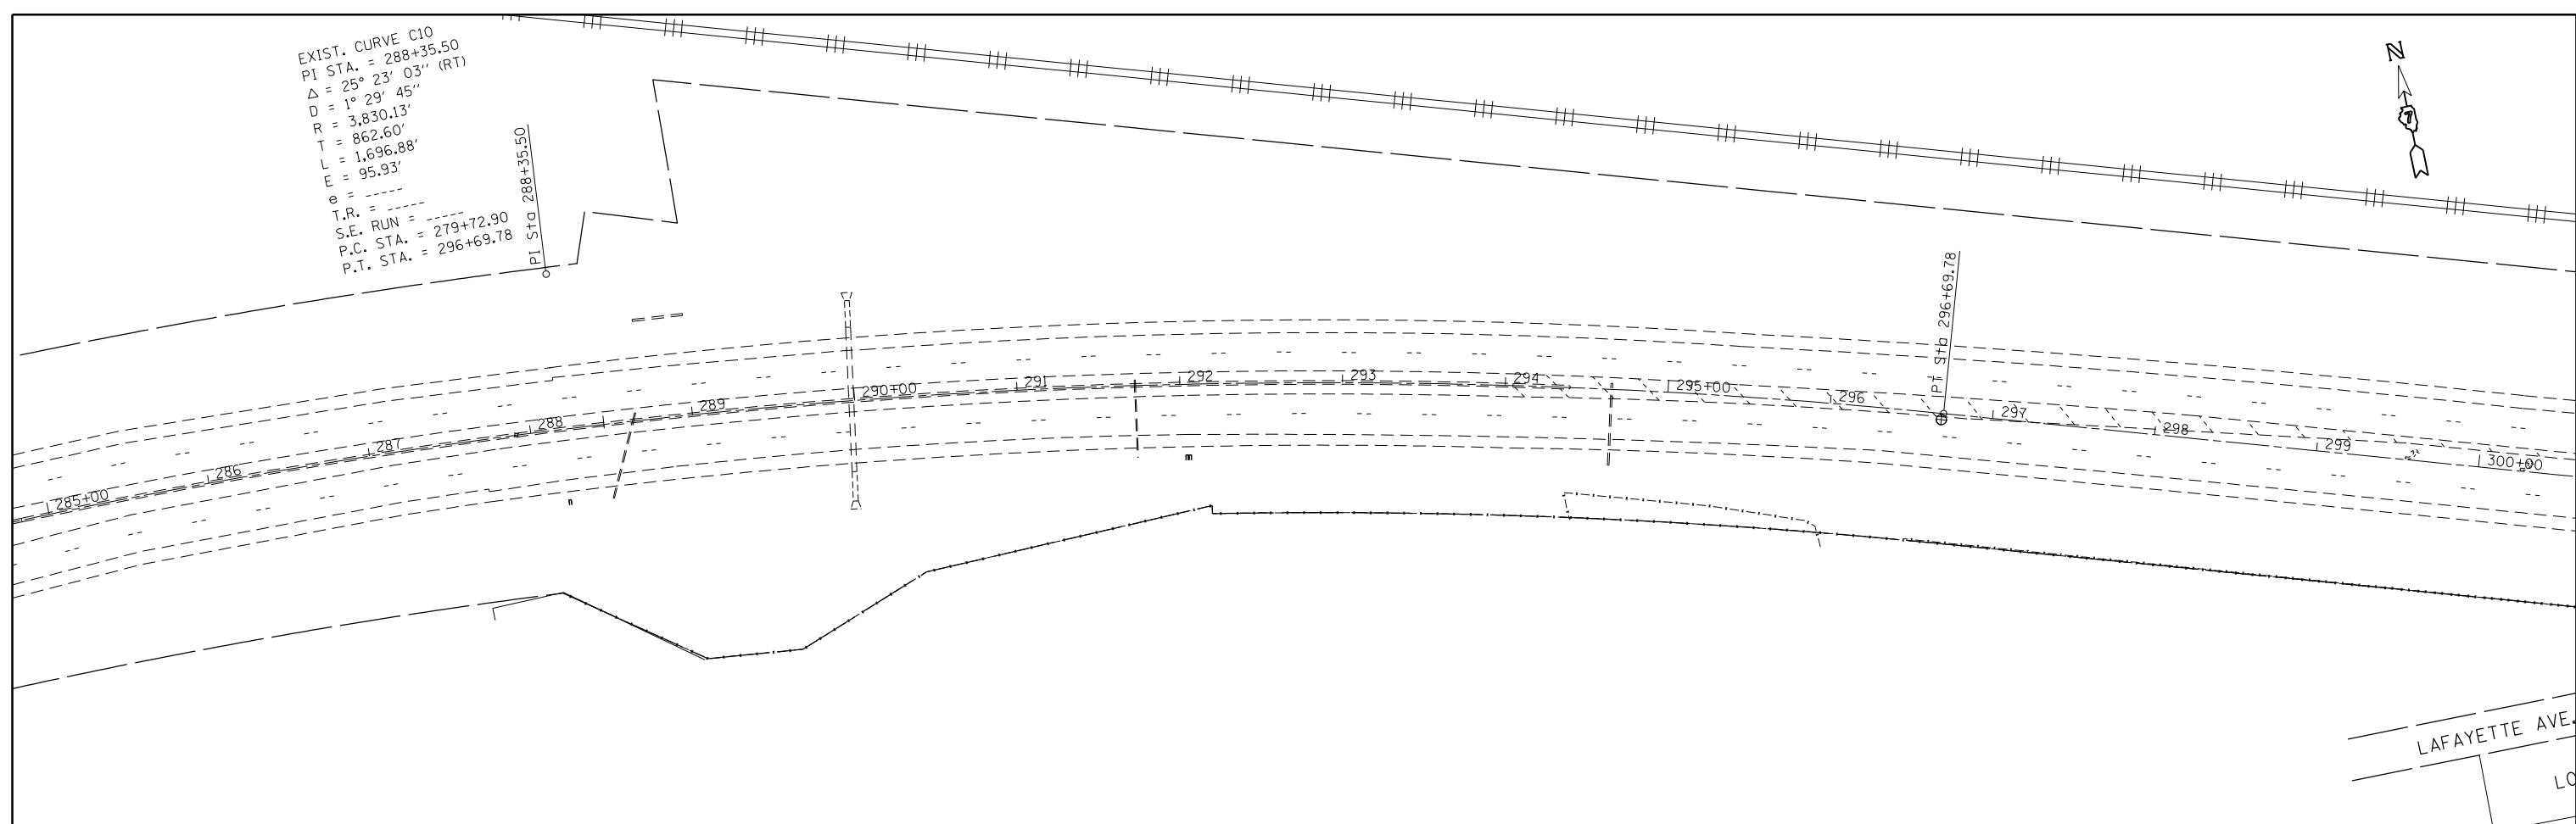 EXIST. CURVE C10
PI STA. = 288+35.50
Δ = 25° 23' 03'' (RT)
D = 1° 29' 45''
R = 3,830.13'
T = 862.60'
L = 1,696.88'
E = 95.93'
e = -----
T.R. = -----
S.E. RUN = -----
P.C. STA. = 279+72.90
P.T. STA. = 296+69.78
PI Sta 288+35.50
N
PT Sta 296+69.78
285+00
286
287
288
289
290+00
291
292
293
294
295+00
296
297
298
299
300+00
LAFAYETTE AVE.
LO